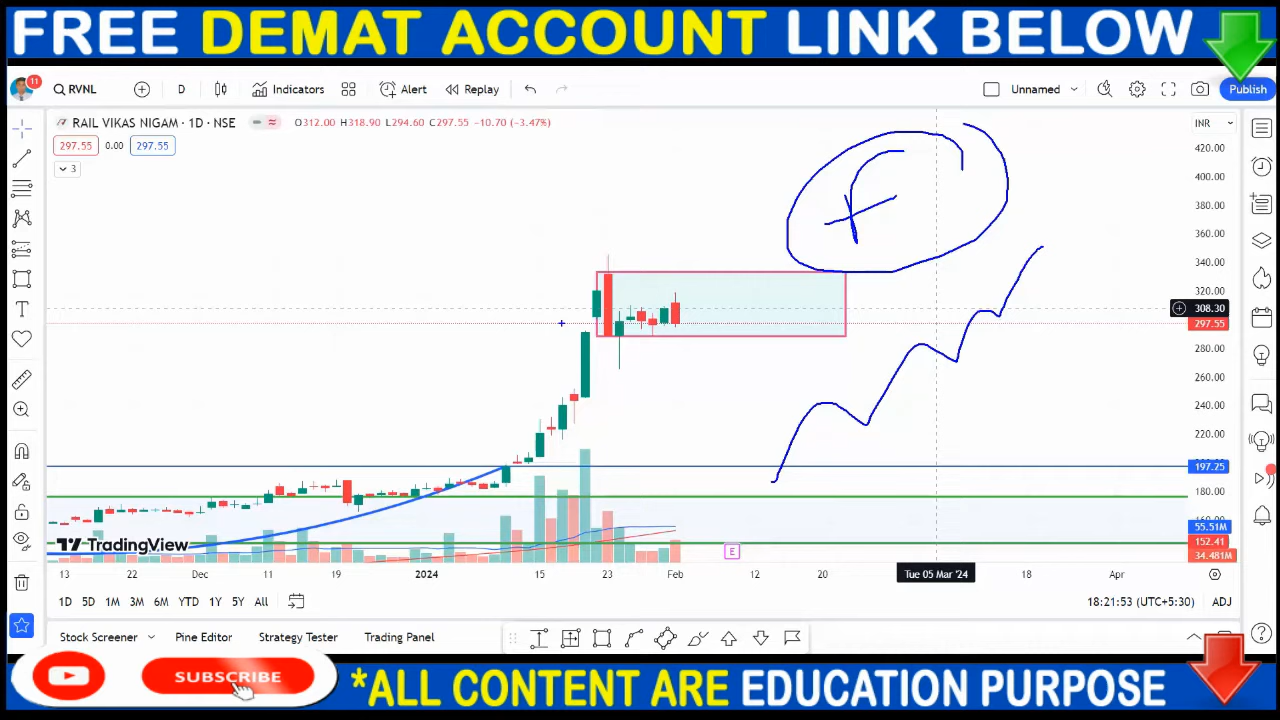 FREE DEMAT ACCOUNT LINK BELOW
11
RVNL
D
Indicators
Alert
Replay
Unnamed
Publish
RAIL VIKAS NIGAM · 1D · NSE
O312.00 H318.90 L294.60 C297.55 -10.70 (-3.47%)
INR
297.55 0.00 297.55
3
420.00
400.00
380.00
360.00
340.00
320.00
308.30
297.55
280.00
260.00
240.00
220.00
197.25
180.00
55.51M
152.41
34.481M
TradingView
E
13 22 Dec 11 19 2024 15 23 Feb 12 20 Tue 05 Mar '24 18 Apr
1D 5D 1M 3M 6M YTD 1Y 5Y All
18:21:53 (UTC+5:30) ADJ
Stock Screener Pine Editor Strategy Tester Trading Panel
SUBSCRIBE
*ALL CONTENT ARE EDUCATION PURPOSE